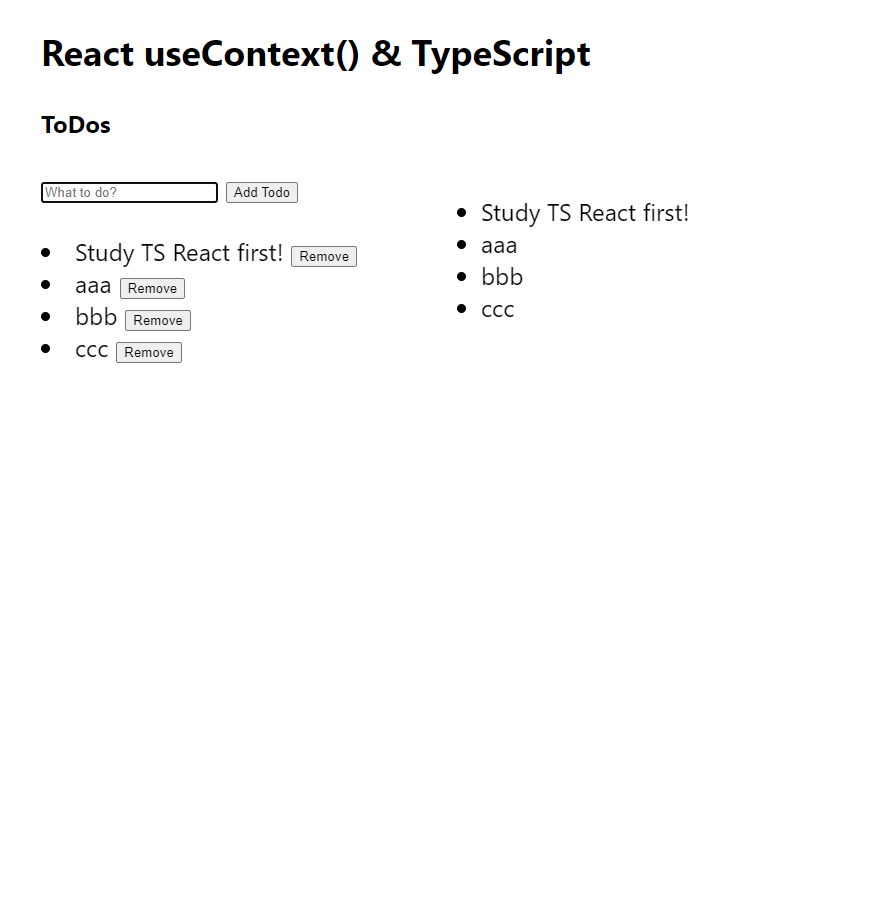 React useContext() & TypeScript
ToDos
What to do? Add Todo
Study TS React first! Remove
aaa Remove
bbb Remove
ccc Remove
Study TS React first!
aaa
bbb
ccc